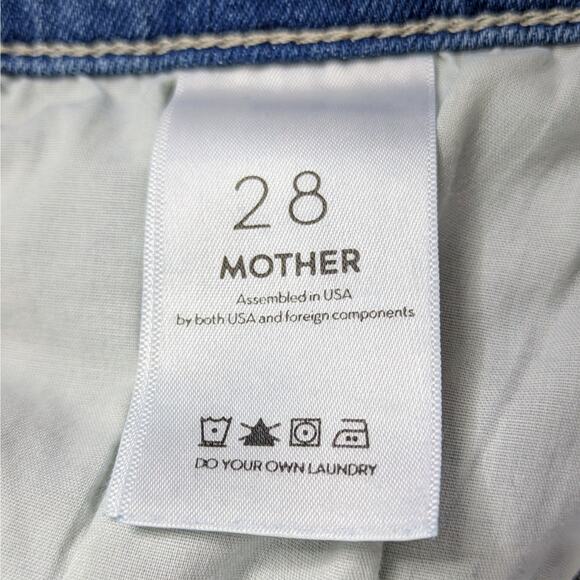 28
MOTHER
Assembled in USA
by both USA and foreign components
DO YOUR OWN LAUNDRY